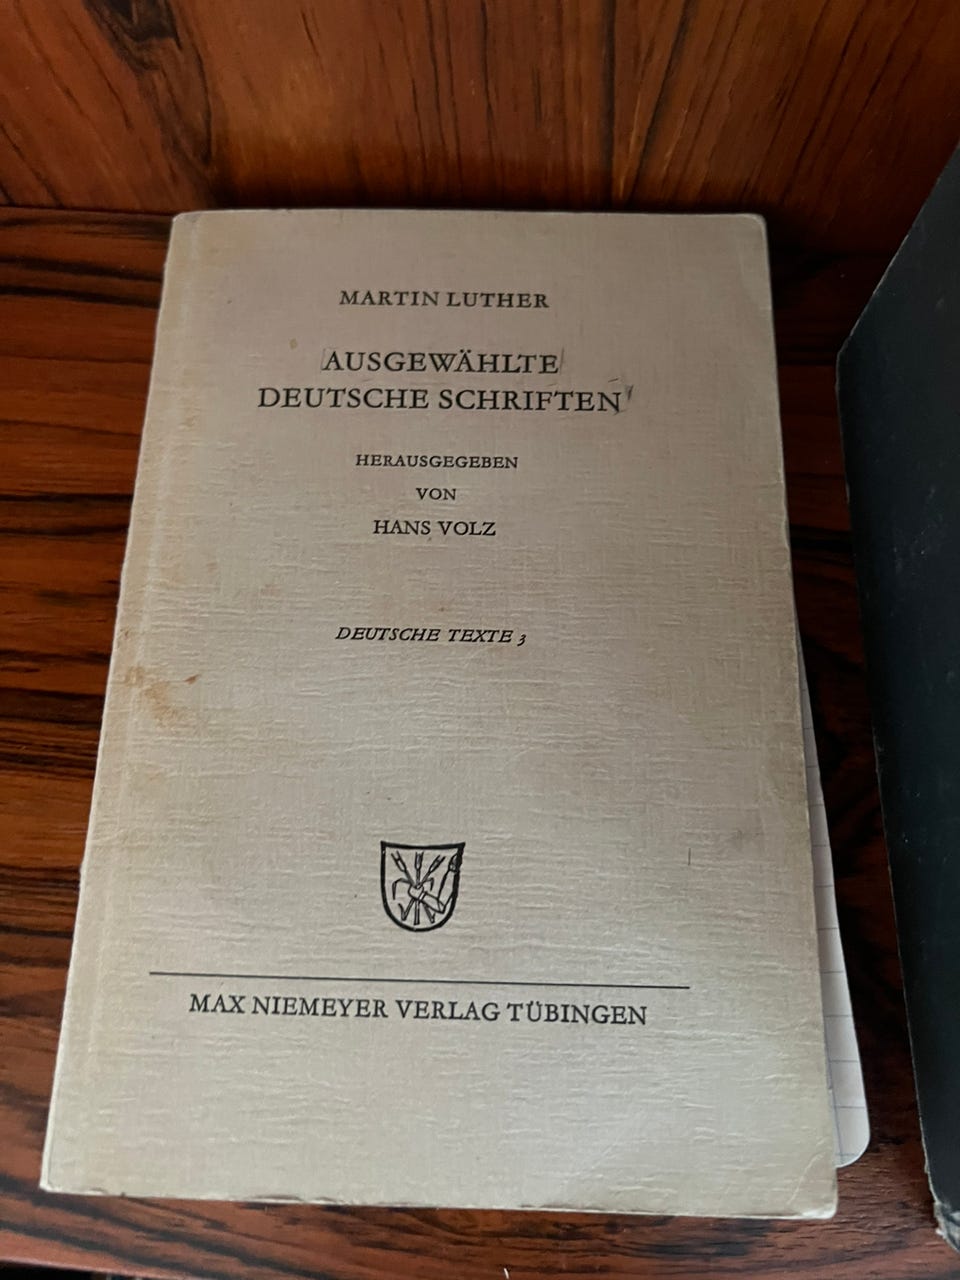 MARTIN LUTHER
AUSGEWÄHLTE
DEUTSCHE SCHRIFTEN
HERAUSGEGEBEN
VON
HANS VOLZ
DEUTSCHE TEXTE 3
MAX NIEMEYER VERLAG TÜBINGEN